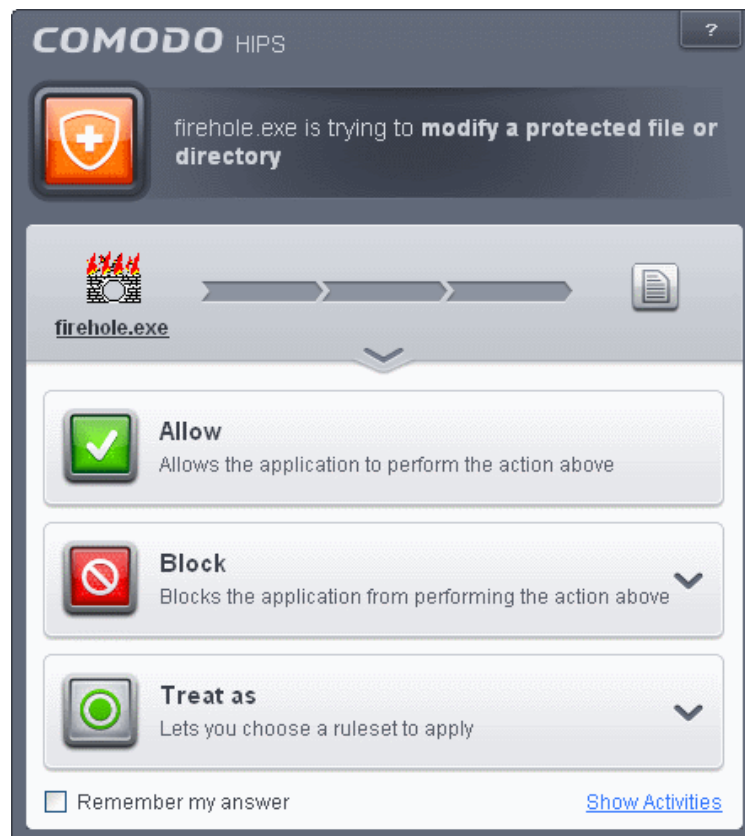 COMODO HIPS
?
firehole.exe is trying to modify a protected file or
directory
firehole.exe
Allow
Allows the application to perform the action above
Block
Blocks the application from performing the action above
Treat as
Lets you choose a ruleset to apply
Remember my answer
Show Activities